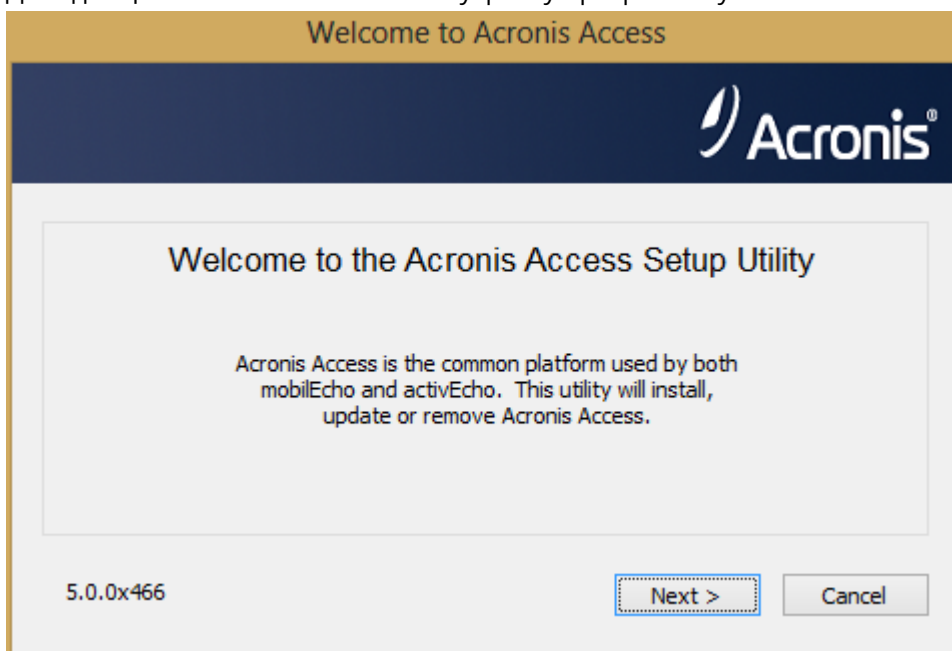 Welcome to Acronis Access
Acronis®
Welcome to the Acronis Access Setup Utility
Acronis Access is the common platform used by both
mobilEcho and activEcho. This utility will install,
update or remove Acronis Access.
5.0.0x466
Next >
Cancel